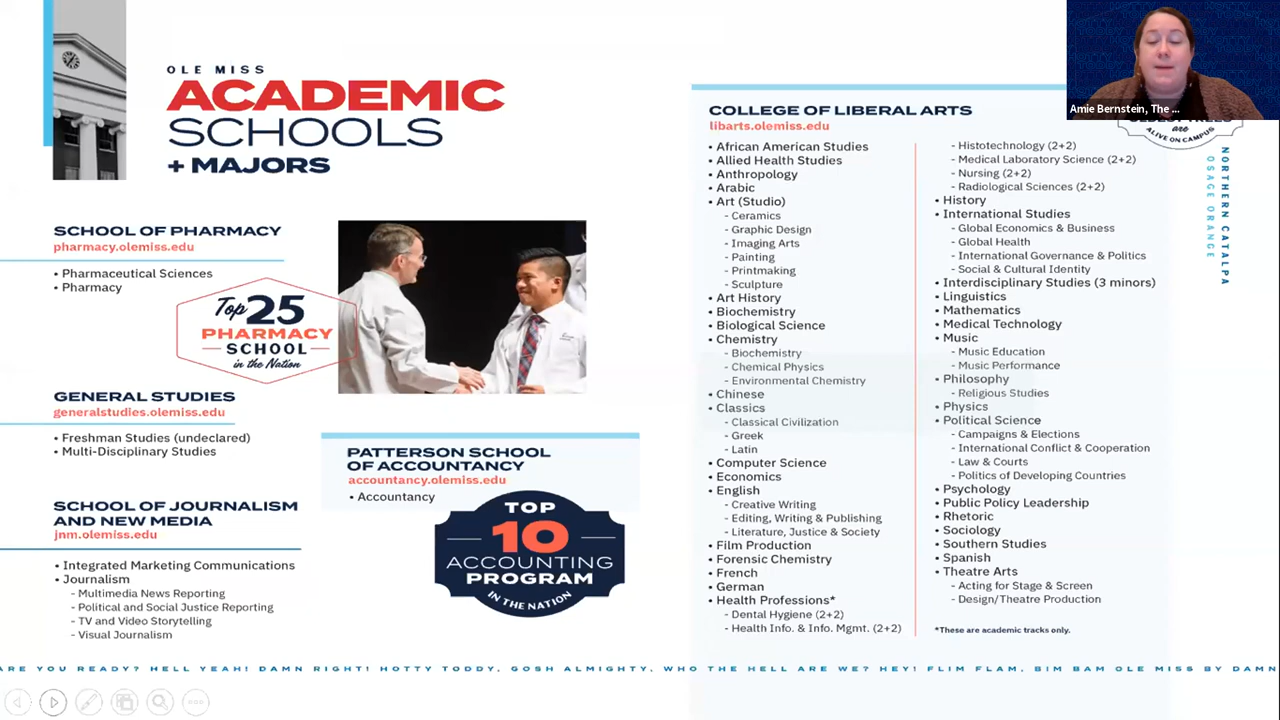 OLE MISS
ACADEMIC
SCHOOLS
+ MAJORS
SCHOOL OF PHARMACY
pharmacy.olemiss.edu
• Pharmaceutical Sciences
• Pharmacy
Top 25
PHARMACY
SCHOOL
in the Nation
GENERAL STUDIES
generalstudies.olemiss.edu
• Freshman Studies (undeclared)
• Multi-Disciplinary Studies
SCHOOL OF JOURNALISM
AND NEW MEDIA
jnm.olemiss.edu
• Integrated Marketing Communications
• Journalism
- Multimedia News Reporting
- Political and Social Justice Reporting
- TV and Video Storytelling
- Visual Journalism
PATTERSON SCHOOL
OF ACCOUNTANCY
accountancy.olemiss.edu
• Accountancy
TOP
10
ACCOUNTING
PROGRAM
IN THE NATION
COLLEGE OF LIBERAL ARTS
libarts.olemiss.edu
• African American Studies
• Allied Health Studies
• Anthropology
• Arabic
• Art (Studio)
- Ceramics
- Graphic Design
- Imaging Arts
- Painting
- Printmaking
- Sculpture
• Art History
• Biochemistry
• Biological Science
• Chemistry
- Biochemistry
- Chemical Physics
- Environmental Chemistry
• Chinese
• Classics
- Classical Civilization
- Greek
- Latin
• Computer Science
• Economics
• English
- Creative Writing
- Editing, Writing & Publishing
- Literature, Justice & Society
• Film Production
• Forensic Chemistry
• French
• German
• Health Professions*
- Dental Hygiene (2+2)
- Health Info. & Info. Mgmt. (2+2)
- Histotechnology (2+2)
- Medical Laboratory Science (2+2)
- Nursing (2+2)
- Radiological Sciences (2+2)
• History
• International Studies
- Global Economics & Business
- Global Health
- International Governance & Politics
- Social & Cultural Identity
• Interdisciplinary Studies (3 minors)
• Linguistics
• Mathematics
• Medical Technology
• Music
- Music Education
- Music Performance
• Philosophy
- Religious Studies
• Physics
• Political Science
- Campaigns & Elections
- International Conflict & Cooperation
- Law & Courts
- Politics of Developing Countries
• Psychology
• Public Policy Leadership
• Rhetoric
• Sociology
• Southern Studies
• Spanish
• Theatre Arts
- Acting for Stage & Screen
- Design/Theatre Production
*These are academic tracks only.
Amie Bernstein, The ...
are
ALIVE ON CAMPUS
NORTHERN CATALPA
OSAGE ORANGE
ARE YOU READY? HELL YEAH! DAMN RIGHT! HOTTY TODDY, GOSH ALMIGHTY, WHO THE HELL ARE WE? HEY! FLIM FLAM, BIM BAM OLE MISS BY DAMN